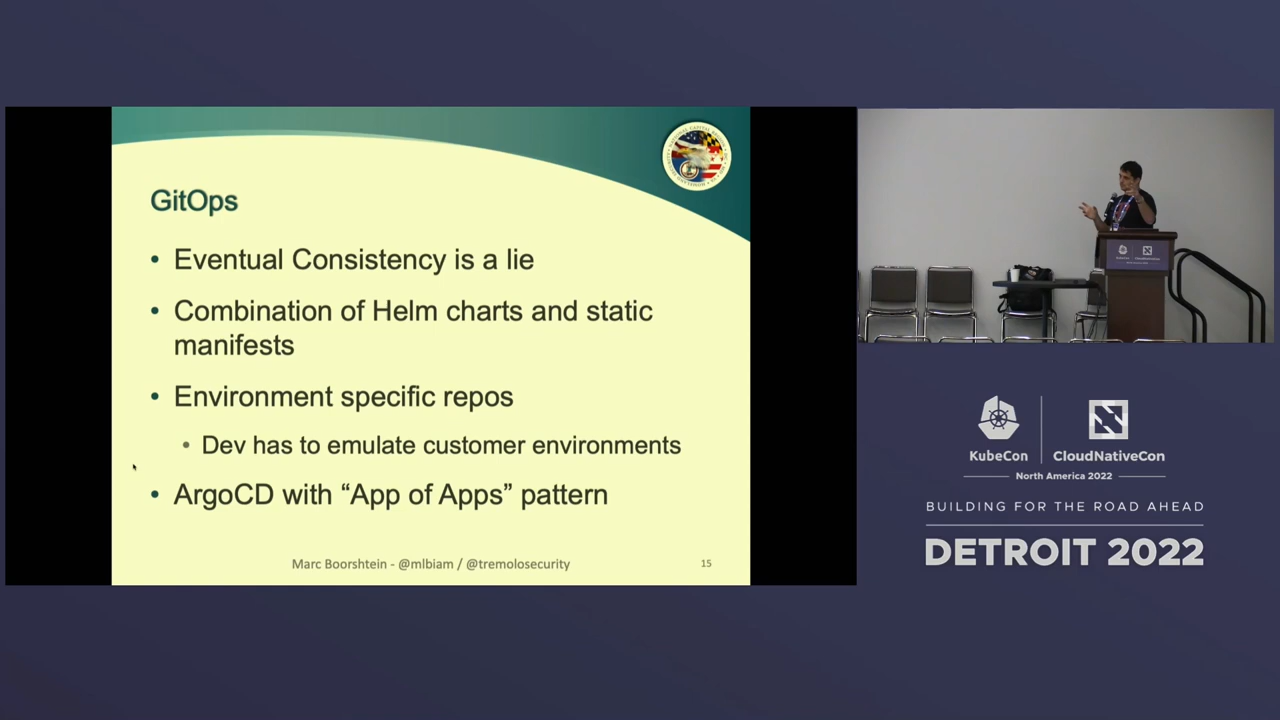 GitOps
• Eventual Consistency is a lie
• Combination of Helm charts and static
manifests
• Environment specific repos
• Dev has to emulate customer environments
• ArgoCD with “App of Apps” pattern
Marc Boorshtein - @mlbiam / @tremolosecurity
15
KubeCon
CloudNativeCon
North America 2022
BUILDING FOR THE ROAD AHEAD
DETROIT 2022